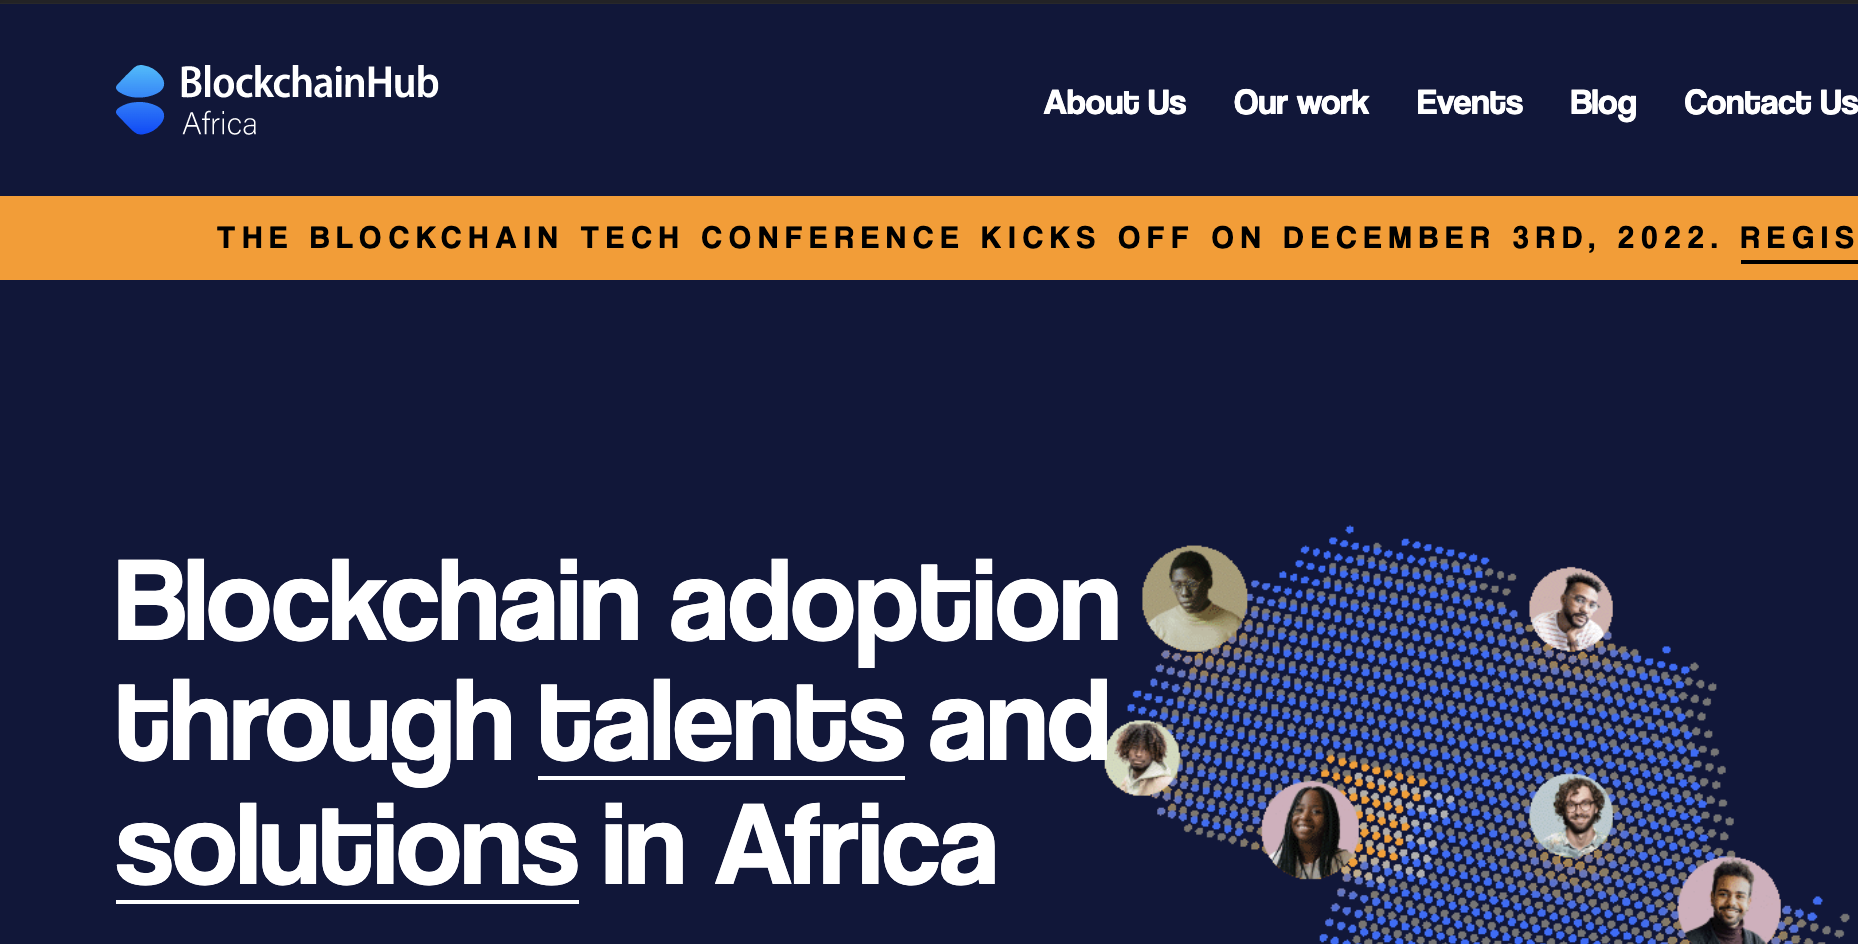 BlockchainHub
Africa
About Us Our work Events Blog Contact Us
THE BLOCKCHAIN TECH CONFERENCE KICKS OFF ON DECEMBER 3RD, 2022.
Blockchain adoption
through talents and
solutions in Africa